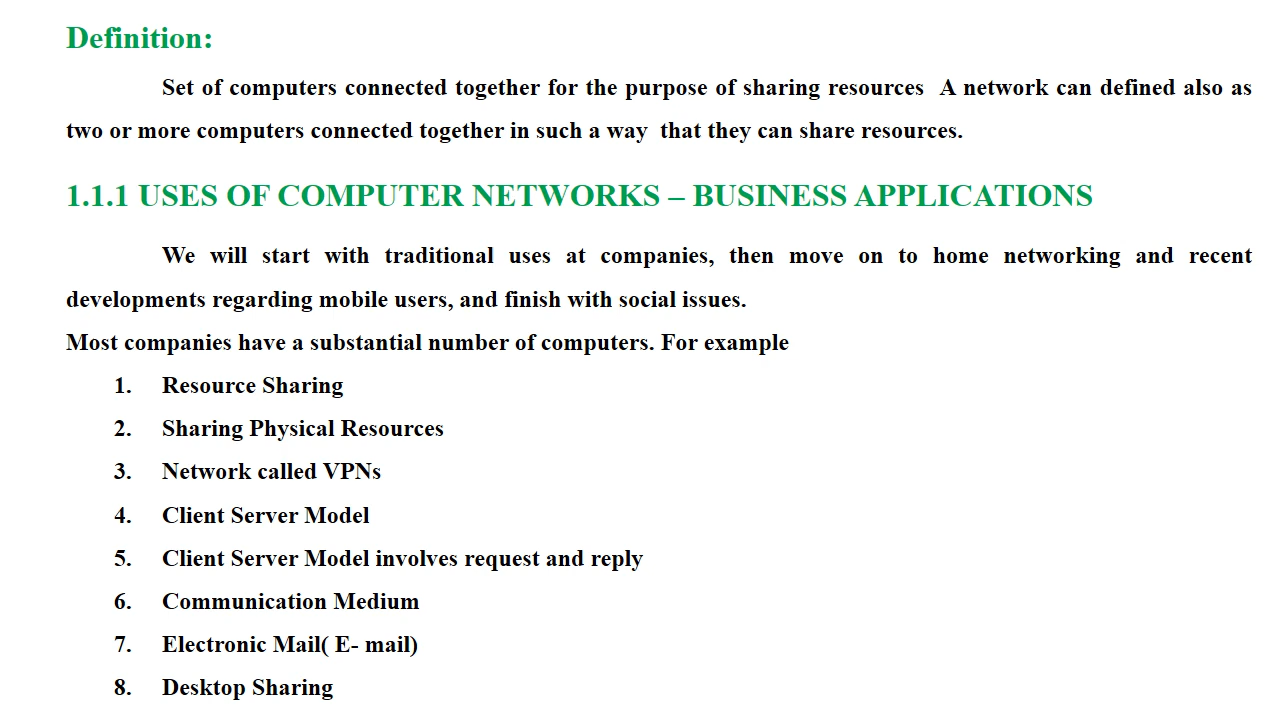 Definition:
Set of computers connected together for the purpose of sharing resources  A network can defined also as
two or more computers connected together in such a way  that they can share resources.
1.1.1 USES OF COMPUTER NETWORKS – BUSINESS APPLICATIONS
We will start with traditional uses at companies, then move on to home networking and recent
developments regarding mobile users, and finish with social issues.
Most companies have a substantial number of computers. For example
1. Resource Sharing
2. Sharing Physical Resources
3. Network called VPNs
4. Client Server Model
5. Client Server Model involves request and reply
6. Communication Medium
7. Electronic Mail( E- mail)
8. Desktop Sharing